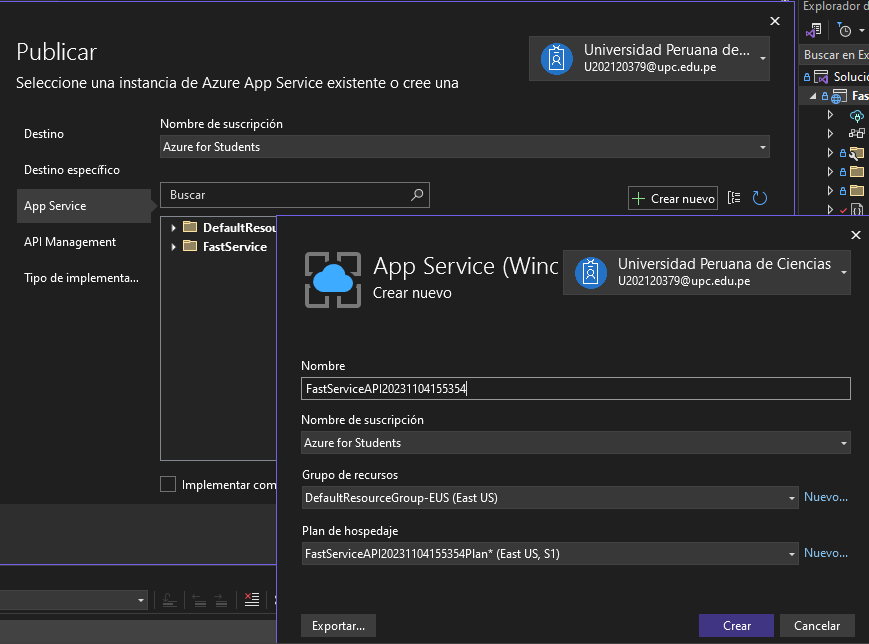 Explorador d
Publicar
Universidad Peruana de...
U202120379@upc.edu.pe
Buscar en Ex
Seleccione una instancia de Azure App Service existente o cree una
Solució
Fas
Destino
Nombre de suscripción
Azure for Students
Destino específico
App Service
Buscar
Crear nuevo
API Management
DefaultResou
FastService
Tipo de implementa...
App Service (Winc
Crear nuevo
Universidad Peruana de Ciencias
U202120379@upc.edu.pe
Nombre
FastServiceAPI20231104155354
Nombre de suscripción
Azure for Students
Grupo de recursos
DefaultResourceGroup-EUS (East US)
Nuevo...
Implementar com
Plan de hospedaje
FastServiceAPI20231104155354Plan* (East US, S1)
Nuevo...
Exportar...
Crear
Cancelar